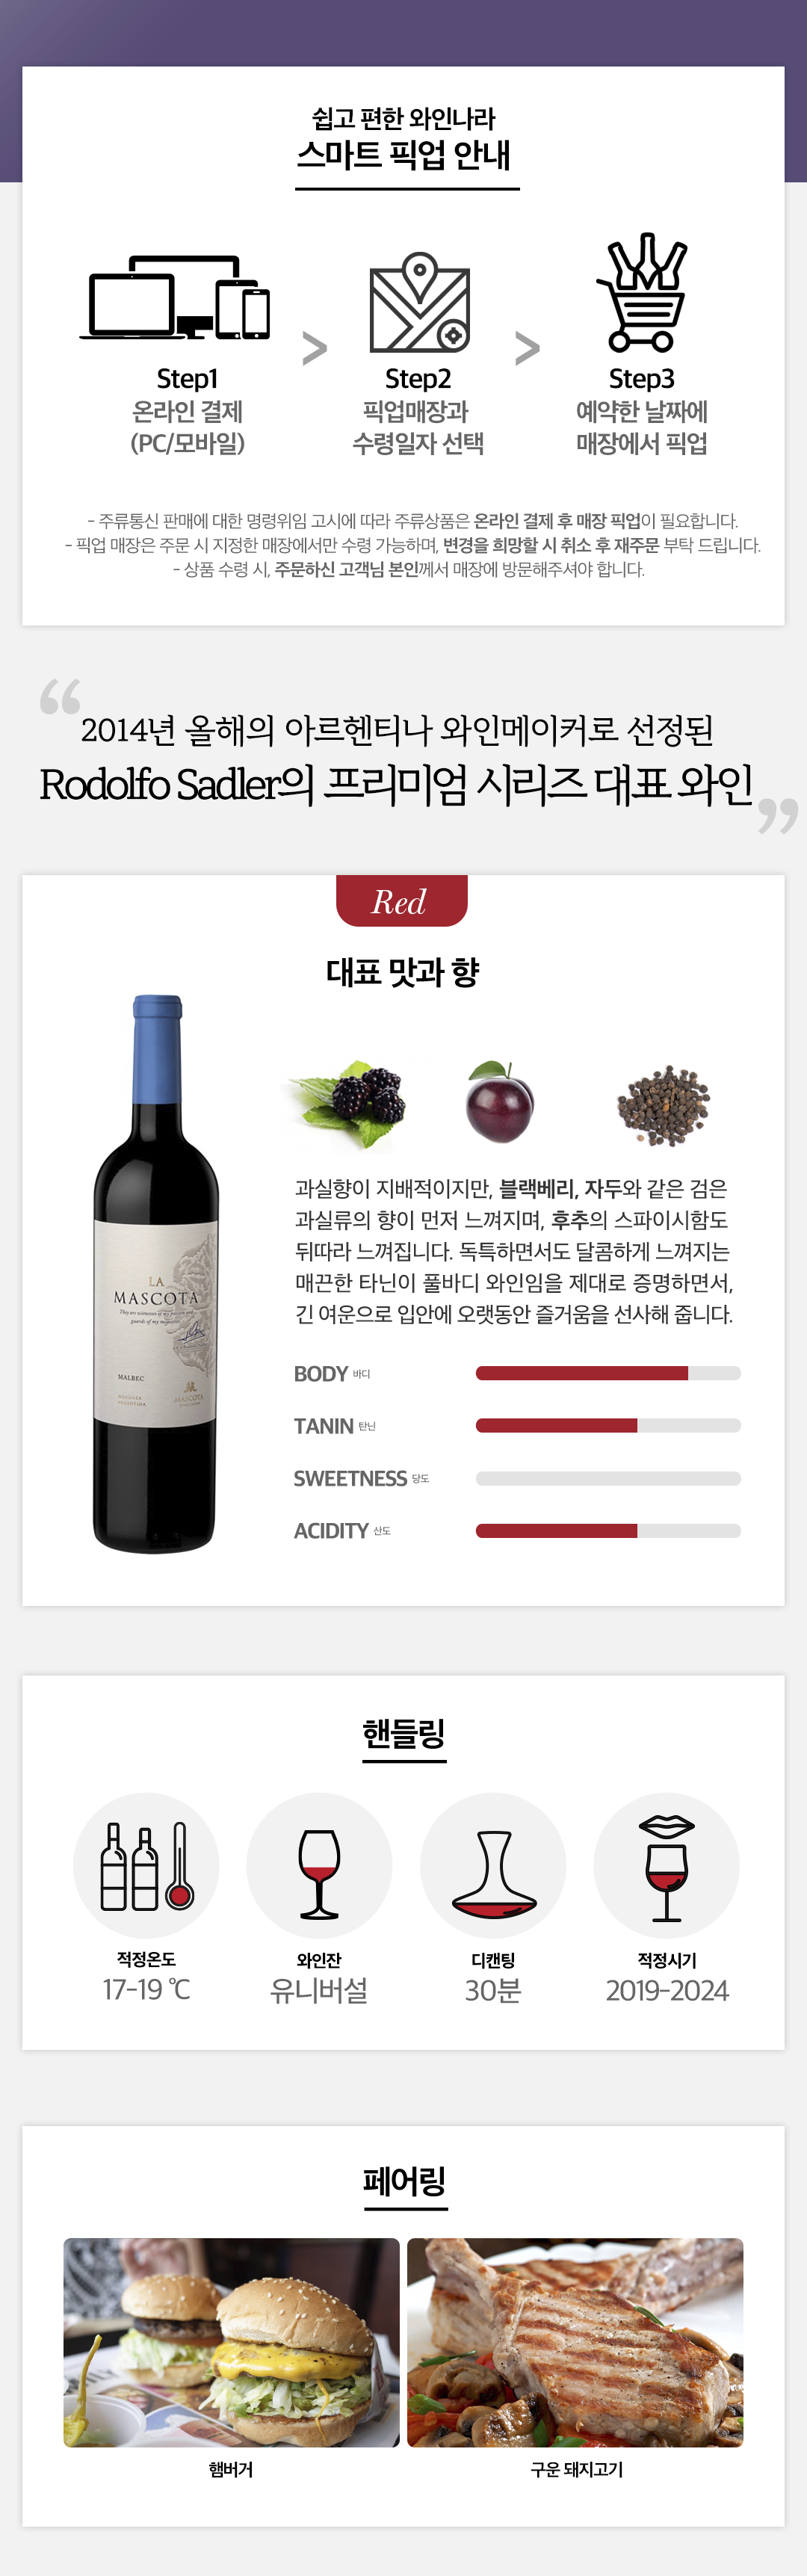 쉽고 편한 와인나라
스마트 픽업 안내
Step1
온라인 결제
(PC/모바일)
>
Step2
픽업매장과
수령일자 선택
>
Step3
예약한 날짜에
매장에서 픽업
- 주류통신 판매에 대한 명령위임 고시에 따라 주류상품은 온라인 결제 후 매장 픽업이 필요합니다.
- 픽업 매장은 주문 시 지정한 매장에서만 수령 가능하며, 변경을 희망할 시 취소 후 재주문 부탁 드립니다.
- 상품 수령 시, 주문하신 고객님 본인께서 매장에 방문해주셔야 합니다.
“2014년 올해의 아르헨티나 와인메이커로 선정된
Rodolfo Sadler의 프리미엄 시리즈 대표 와인”
Red
대표 맛과 향
LA
MASCOTA
They are witnesses of my passion and
guards of my
MALBEC
MENDOZA
ARGENTINA
MASCOTA
과실향이 지배적이지만, 블랙베리, 자두와 같은 검은
과실류의 향이 먼저 느껴지며, 후추의 스파이시함도
뒤따라 느껴집니다. 독특하면서도 달콤하게 느껴지는
매끈한 타닌이 풀바디 와인임을 제대로 증명하면서,
긴 여운으로 입안에 오랫동안 즐거움을 선사해 줍니다.
BODY 바디
TANIN 탄닌
SWEETNESS 당도
ACIDITY 산도
핸들링
적정온도
17-19 ℃
와인잔
유니버설
디캔팅
30분
적정시기
2019-2024
페어링
햄버거
구운 돼지고기